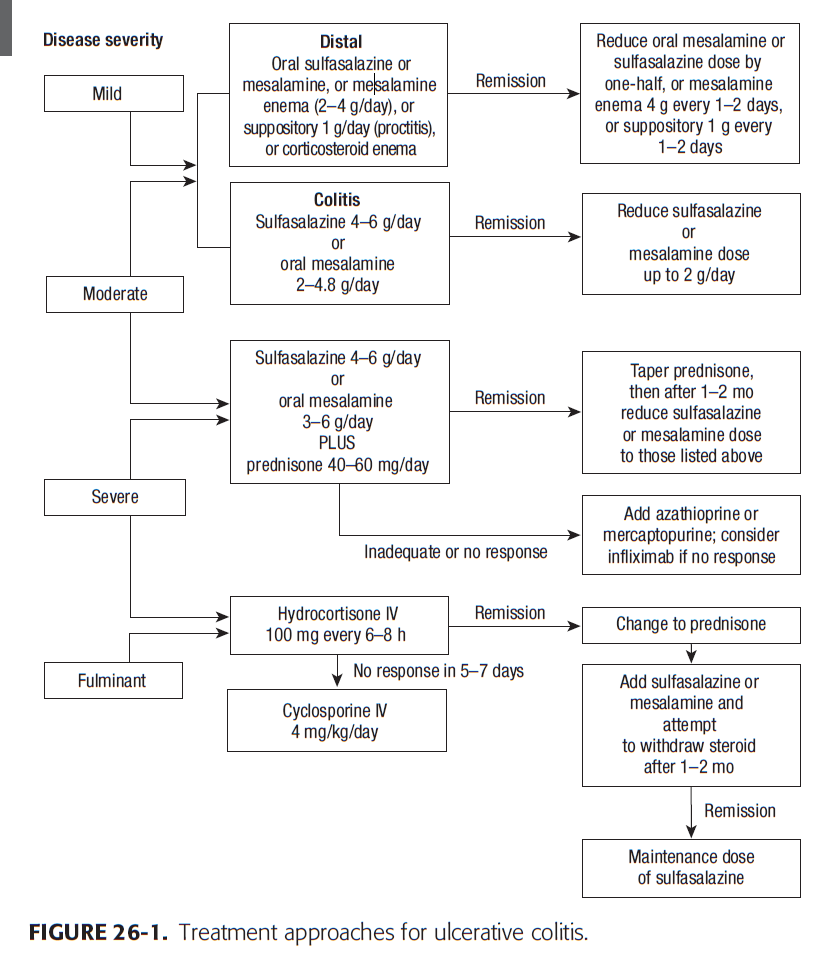 Disease severity
Mild
Distal
Oral sulfasalazine or
mesalamine, or mesalamine
enema (2–4 g/day), or
suppository 1 g/day (proctitis),
or corticosteroid enema
Remission
Reduce oral mesalamine or
sulfasalazine dose by
one-half, or mesalamine
enema 4 g every 1–2 days,
or suppository 1 g every
1–2 days
Colitis
Sulfasalazine 4–6 g/day
or
oral mesalamine
2–4.8 g/day
Remission
Reduce sulfasalazine
or
mesalamine dose
up to 2 g/day
Moderate
Sulfasalazine 4–6 g/day
or
oral mesalamine
3–6 g/day
PLUS
prednisone 40–60 mg/day
Remission
Taper prednisone,
then after 1–2 mo
reduce sulfasalazine
or mesalamine dose
to those listed above
Severe
Inadequate or no response
Add azathioprine or
mercaptopurine; consider
infliximab if no response
Hydrocortisone IV
100 mg every 6–8 h
Remission
Change to prednisone
Fulminant
No response in 5–7 days
Cyclosporine IV
4 mg/kg/day
Add sulfasalazine or
mesalamine and
attempt
to withdraw steroid
after 1–2 mo
Remission
Maintenance dose
of sulfasalazine
FIGURE 26-1. Treatment approaches for ulcerative colitis.